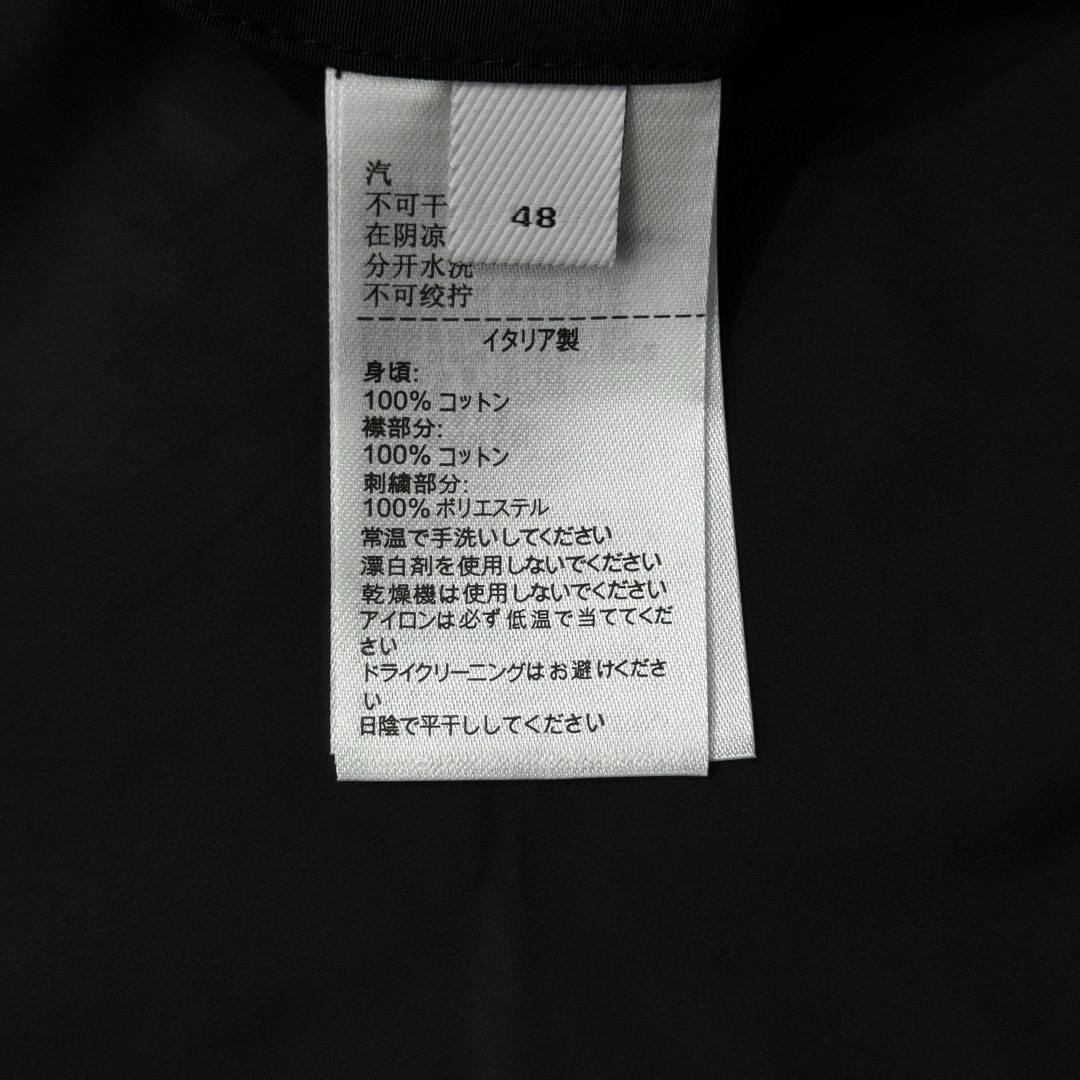 汽
不可干
在阴凉
分开水洗
不可绞拧
48
イタリア製
身頃:
100% コットン
襟部分:
100% コットン
刺繍部分:
100% ポリエステル
常温で手洗いしてください
漂白剤を使用しないでください
乾燥機は使用しないでください
アイロンは必ず低温で当ててくだ
さい
ドライクリーニングはお避けくださ
い
日陰で平干ししてください